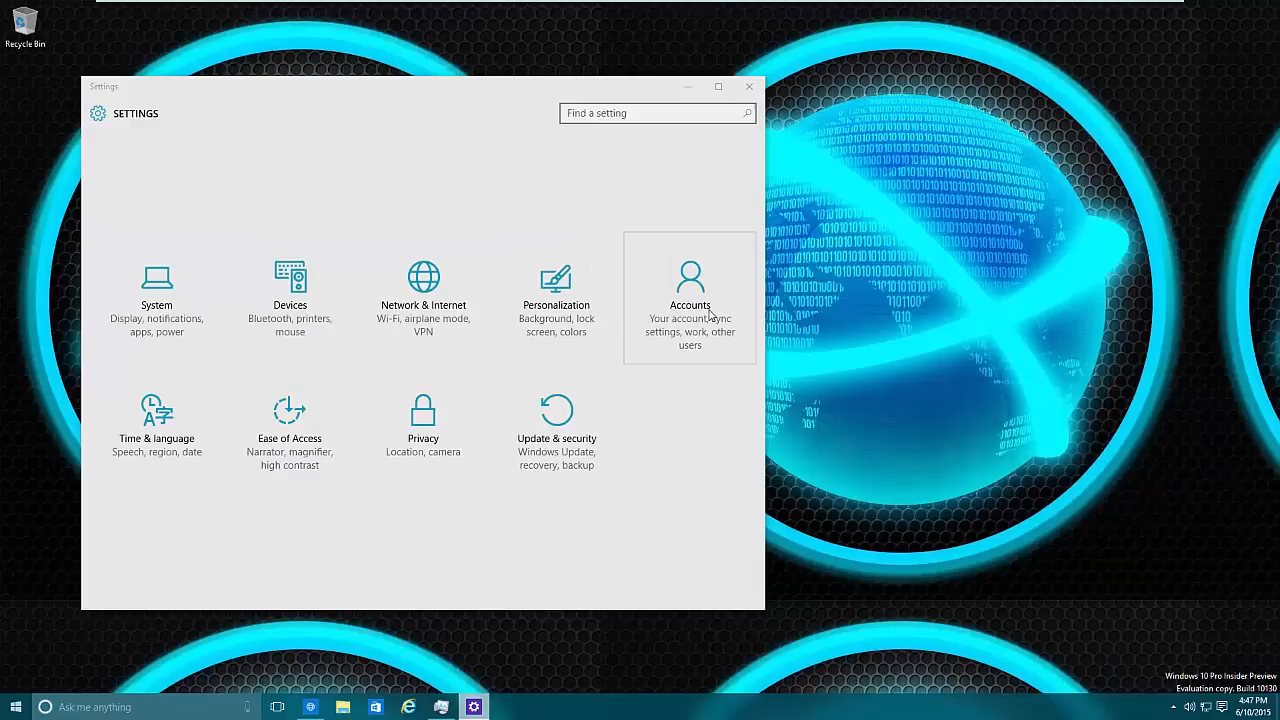 Recycle Bin
Settings
SETTINGS
Find a setting
System
Display, notifications,
apps, power
Devices
Bluetooth, printers,
mouse
Network & Internet
Wi-Fi, airplane mode,
VPN
Personalization
Background, lock
screen, colors
Accounts
Your account, sync
settings, work, other
users
Time & language
Speech, region, date
Ease of Access
Narrator, magnifier,
high contrast
Privacy
Location, camera
Update & security
Windows Update,
recovery, backup
Windows 10 Pro Insider Preview
Evaluation copy. Build 10130
Ask me anything
4:47 PM
6/10/2015